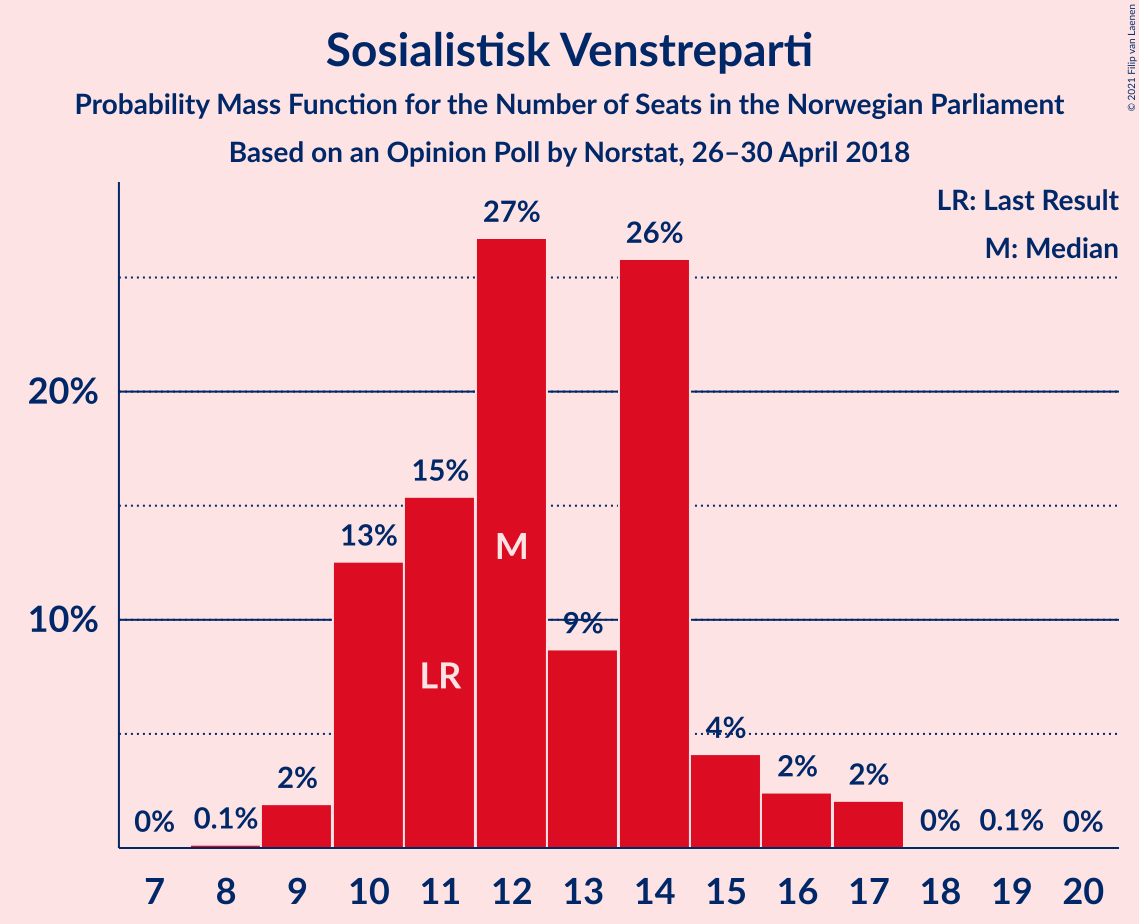 Sosialistisk Venstreparti
Probability Mass Function for the Number of Seats in the Norwegian Parliament
Based on an Opinion Poll by Norstat, 26–30 April 2018
© 2021 Filip van Laenen
LR: Last Result
M: Median
27%
26%
20%
15%
13%
M
10%
9%
LR
4%
2%
2%
2%
0%
0.1%
0%
0.1%
0%
7 8 9 10 11 12 13 14 15 16 17 18 19 20